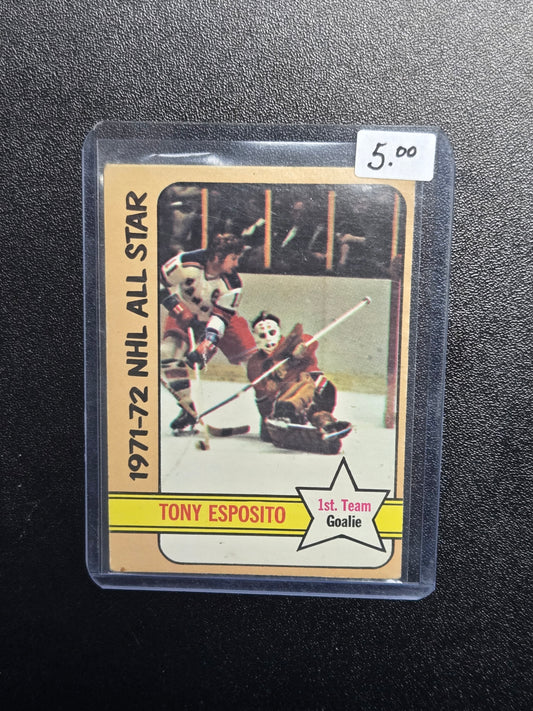 5.00
1971-72 NHL ALL STAR
TONY ESPOSITO
1st. Team
Goalie